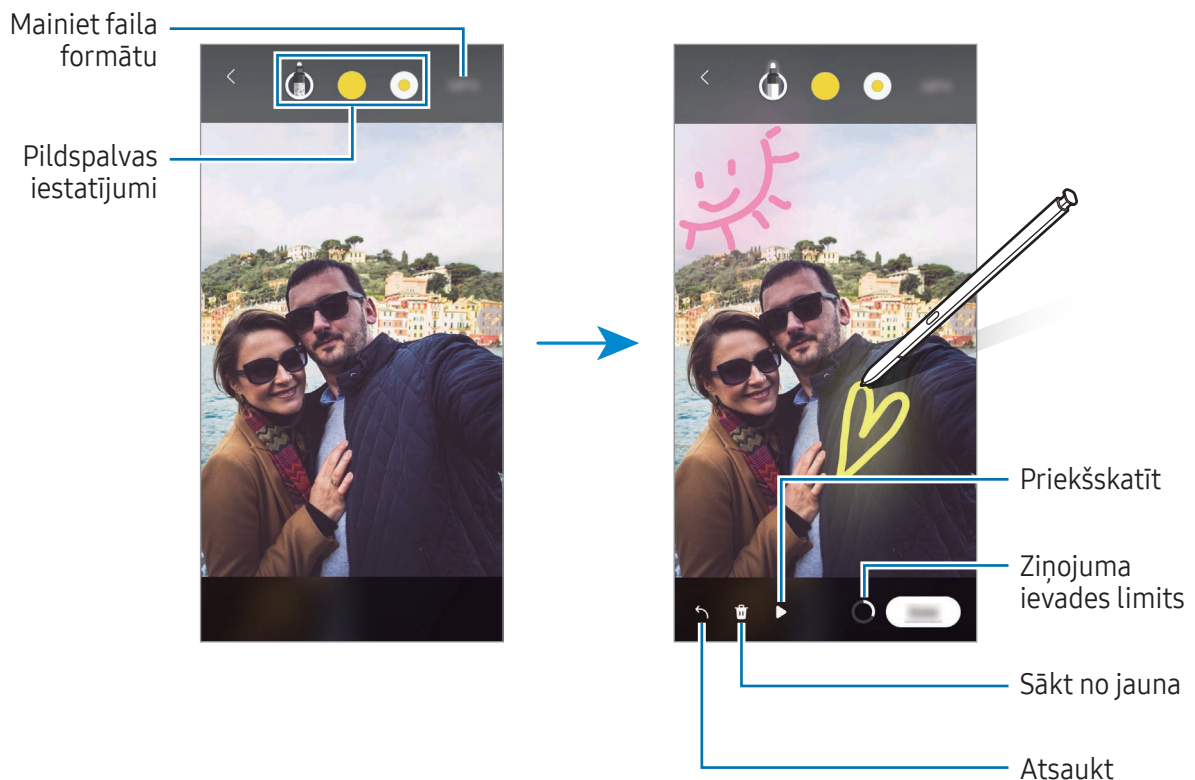 Mainiet faila
formātu
Pildspalvas
iestatījumi
Priekšskatīt
Ziņojuma
ievades limits
Sākt no jauna
Atsaukt